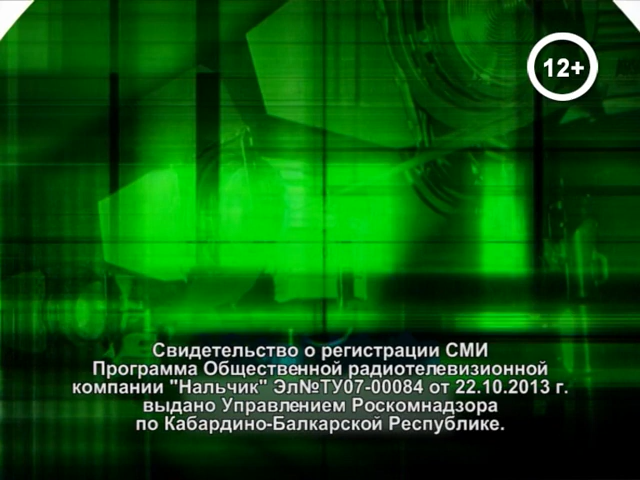 12+
Свидетельство о регистрации СМИ
Программа Общественной радиотелевизионной
компании "Нальчик" Эл№ТУ07-00084 от 22.10.2013 г.
выдано Управлением Роскомнадзора
по Кабардино-Балкарской Республике.